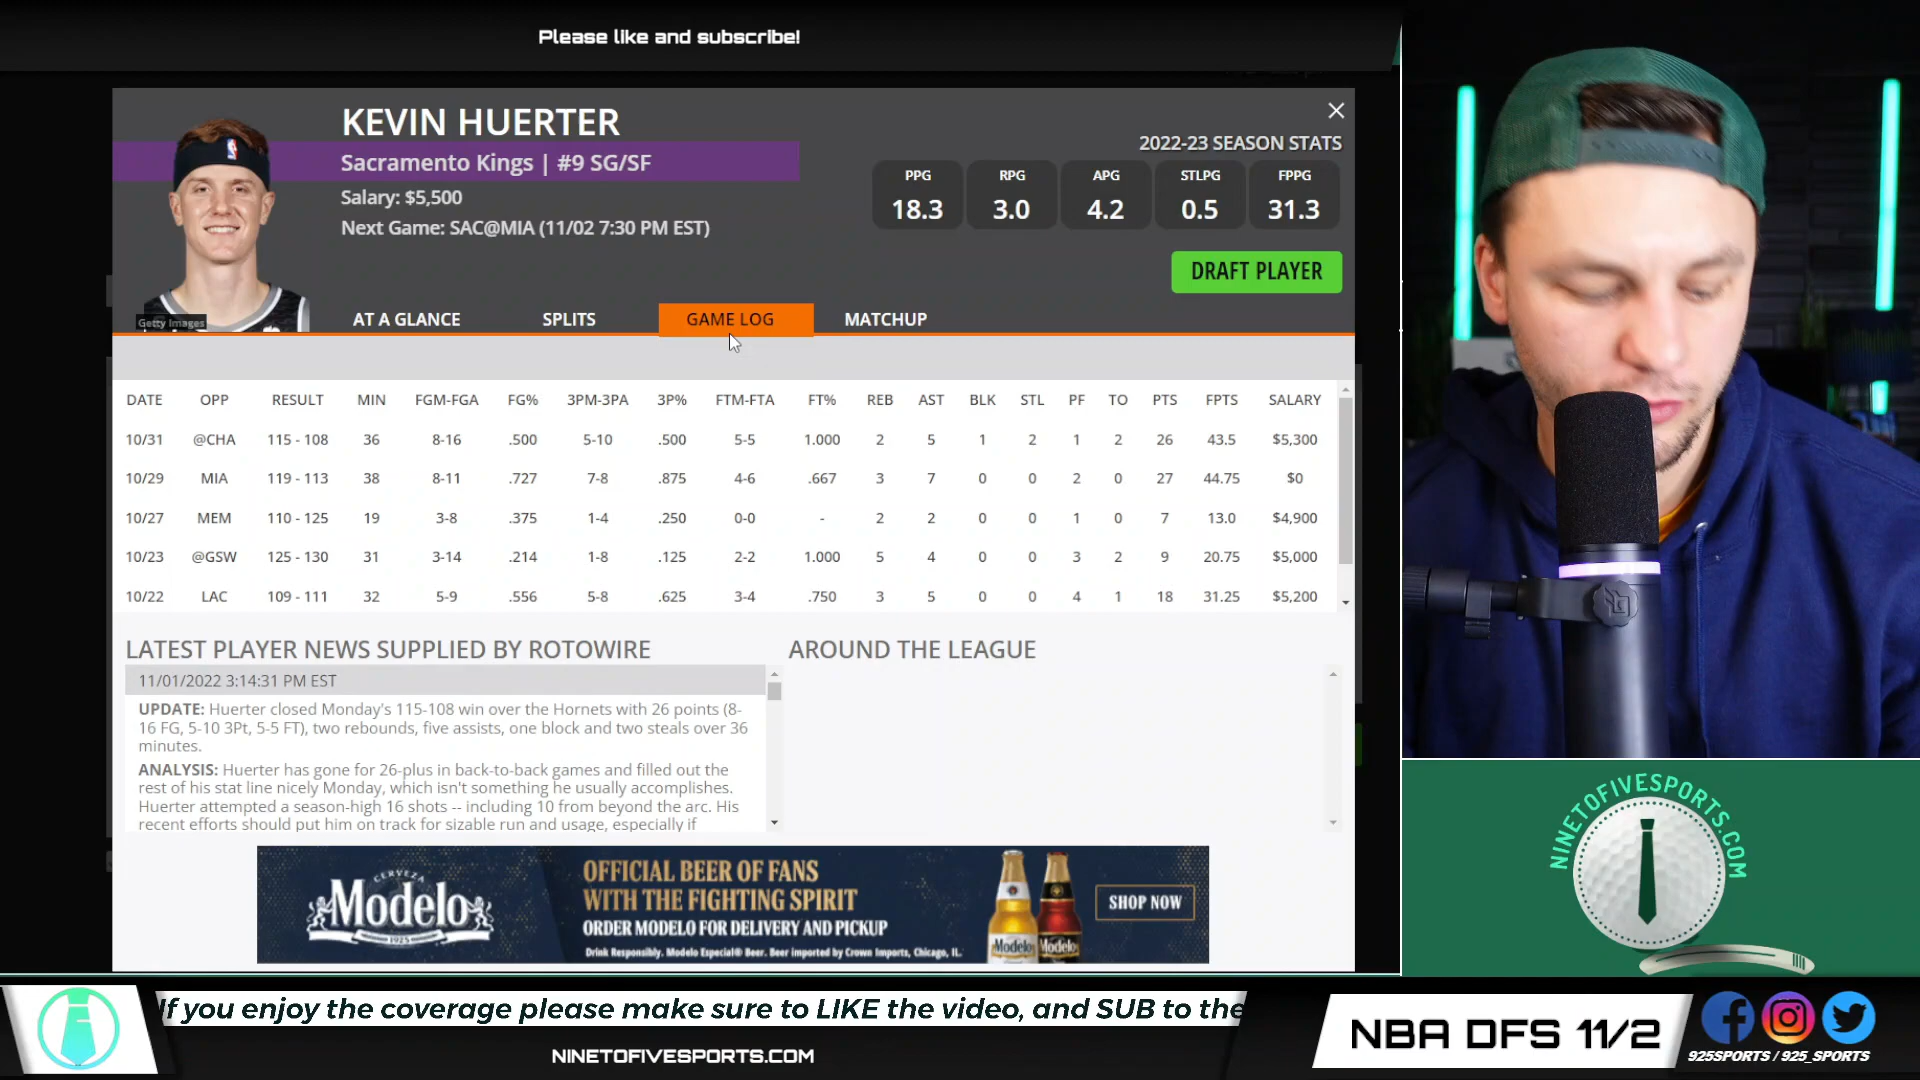 Please like and subscribe!
KEVIN HUERTER
Sacramento Kings | #9 SG/SF
Salary: $5,500
Next Game: SAC@MIA (11/02 7:30 PM EST)
Getty Images
2022-23 SEASON STATS
PPG RPG APG STLPG FPPG
18.3 3.0 4.2 0.5 31.3
DRAFT PLAYER
AT A GLANCE SPLITS GAME LOG MATCHUP
DATE OPP RESULT MIN FGM-FGA FG% 3PM-3PA 3P% FTM-FTA FT% REB AST BLK STL PF TO PTS FPTS SALARY
10/31 @CHA 115 - 108 36 8-16 .500 5-10 .500 5-5 1.000 2 5 1 2 1 2 26 43.5 $5,300
10/29 MIA 119 - 113 38 8-11 .727 7-8 .875 4-6 .667 3 7 0 0 2 0 27 44.75 $0
10/27 MEM 110 - 125 19 3-8 .375 1-4 .250 0-0 - 2 2 0 0 1 0 7 13.0 $4,900
10/23 @GSW 125 - 130 31 3-14 .214 1-8 .125 2-2 1.000 5 4 0 0 3 2 9 20.75 $5,000
10/22 LAC 109 - 111 32 5-9 .556 5-8 .625 3-4 .750 3 5 0 0 4 1 18 31.25 $5,200
LATEST PLAYER NEWS SUPPLIED BY ROTOWIRE
11/01/2022 3:14:31 PM EST
UPDATE: Huerter closed Monday's 115-108 win over the Hornets with 26 points (8-
16 FG, 5-10 3Pt, 5-5 FT), two rebounds, five assists, one block and two steals over 36
minutes.
ANALYSIS: Huerter has gone for 26-plus in back-to-back games and filled out the
rest of his stat line nicely Monday, which isn't something he usually accomplishes.
Huerter attempted a season-high 16 shots -- including 10 from beyond the arc. His
recent efforts should put him on track for sizable run and usage, especially if
AROUND THE LEAGUE
CERVEZA
Modelo
1925
OFFICIAL BEER OF FANS
WITH THE FIGHTING SPIRIT
ORDER MODELO FOR DELIVERY AND PICKUP
Drink Responsibly. Modelo Especial® Beer. Beer imported by Crown Imports, Chicago, IL.
Modelo Modelo
SHOP NOW
NINETOFIVESPORTS.COM
If you enjoy the coverage please make sure to LIKE the video, and SUB to the
NINETOFIVESPORTS.COM
NBA DFS 11/2
925SPORTS / 925_SPORTS